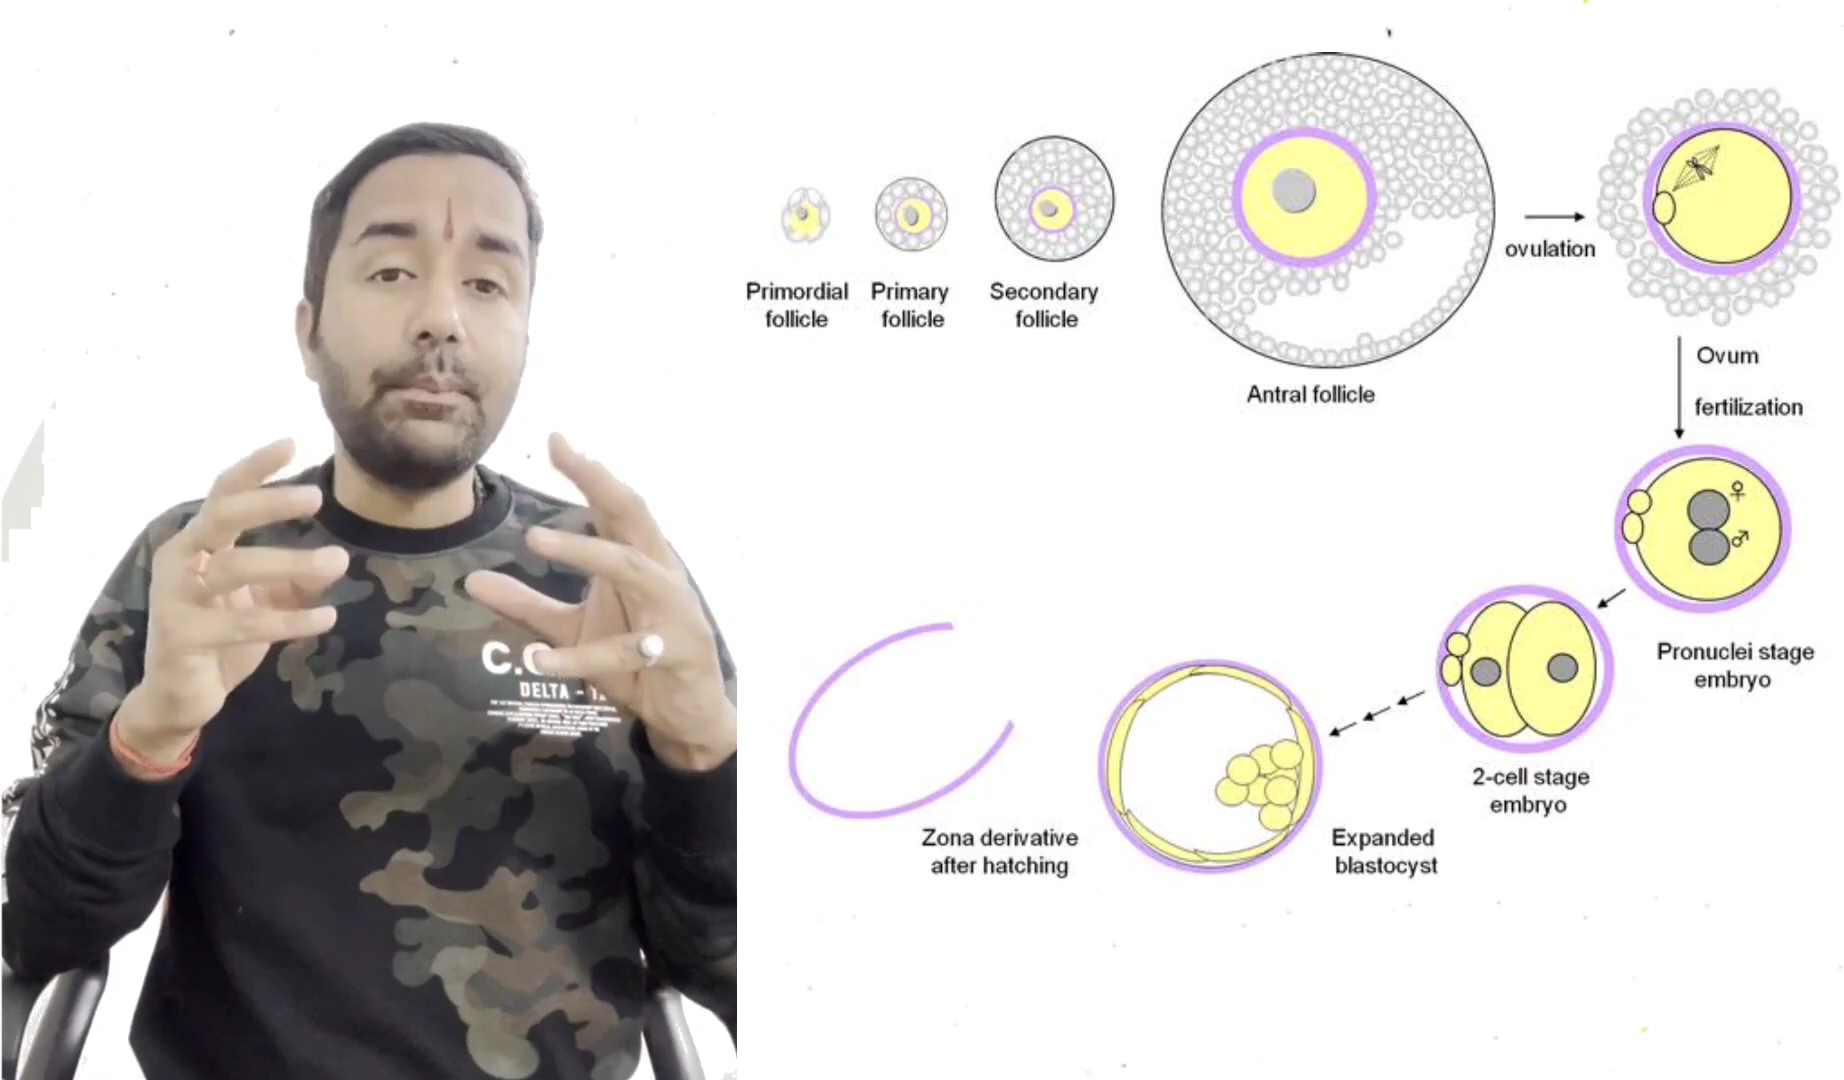 Primordial
follicle
Primary
follicle
Secondary
follicle
Antral follicle
ovulation
Ovum
fertilization
♀
♂
Pronuclei stage
embryo
2-cell stage
embryo
Expanded
blastocyst
Zona derivative
after hatching
DELTA -